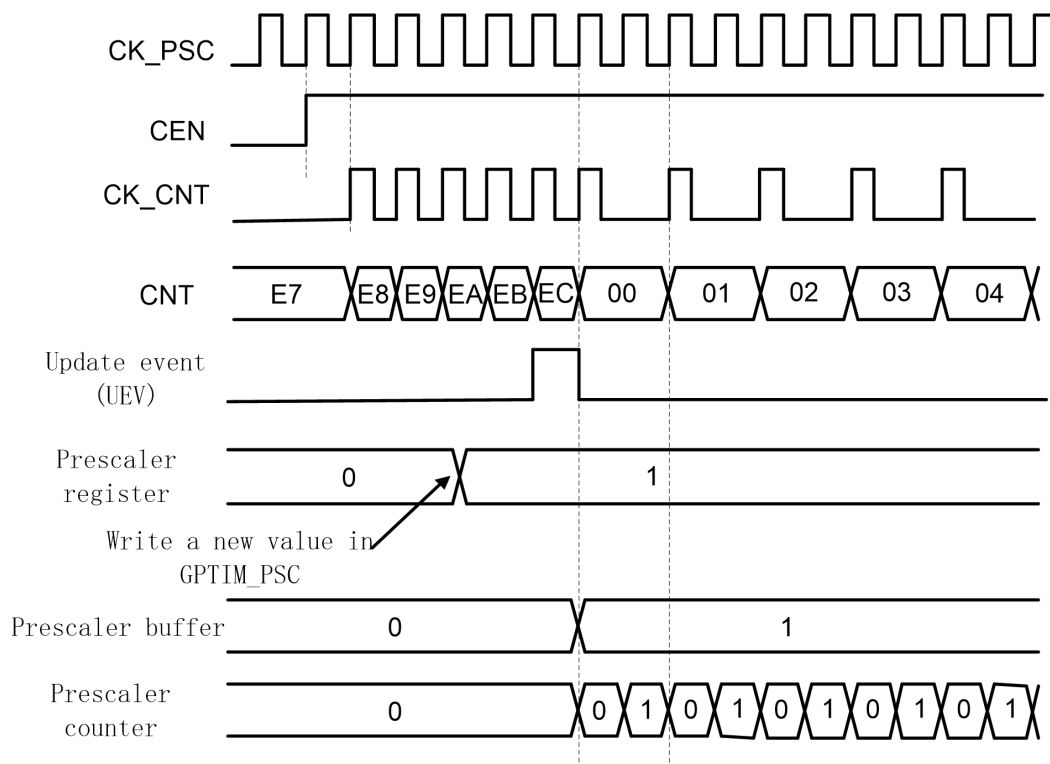 CK_PSC
CEN
CK_CNT
CNT
E7 E8 E9 EA EB EC 00 01 02 03 04
Update event
(UEV)
Prescaler
register
0 1
Write a new value in
GPTIM_PSC
Prescaler buffer
0 1
Prescaler
counter
0 0 1 0 1 0 1 0 1 0 1